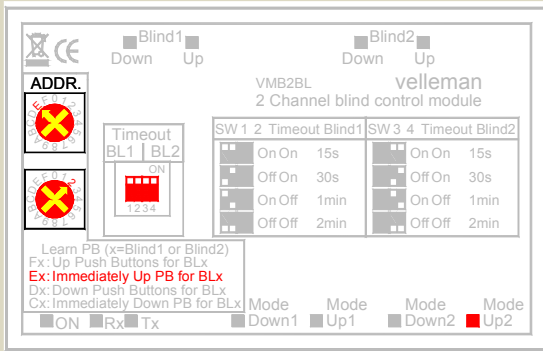 Blind1
Down Up
Blind2
Down Up
CE
ADDR.
VMB2BL velleman
2 Channel blind control module
0123456789ABCDEF
Timeout
BL1 | BL2
ON
1234
SW 1 2 Timeout Blind1
On On 15s
Off On 30s
On Off 1min
Off Off 2min
SW 3 4 Timeout Blind2
On On 15s
Off On 30s
On Off 1min
Off Off 2min
0123456789ABCDEF
Learn PB (x=Blind1 or Blind2)
Fx: Up Push Buttons for BLx
Ex: Immediately Up PB for BLx
Dx: Down Push Buttons for BLx
Cx: Immediately Down PB for BLx
ON Rx Tx
Mode Down1
Mode Up1
Mode Down2
Mode Up2